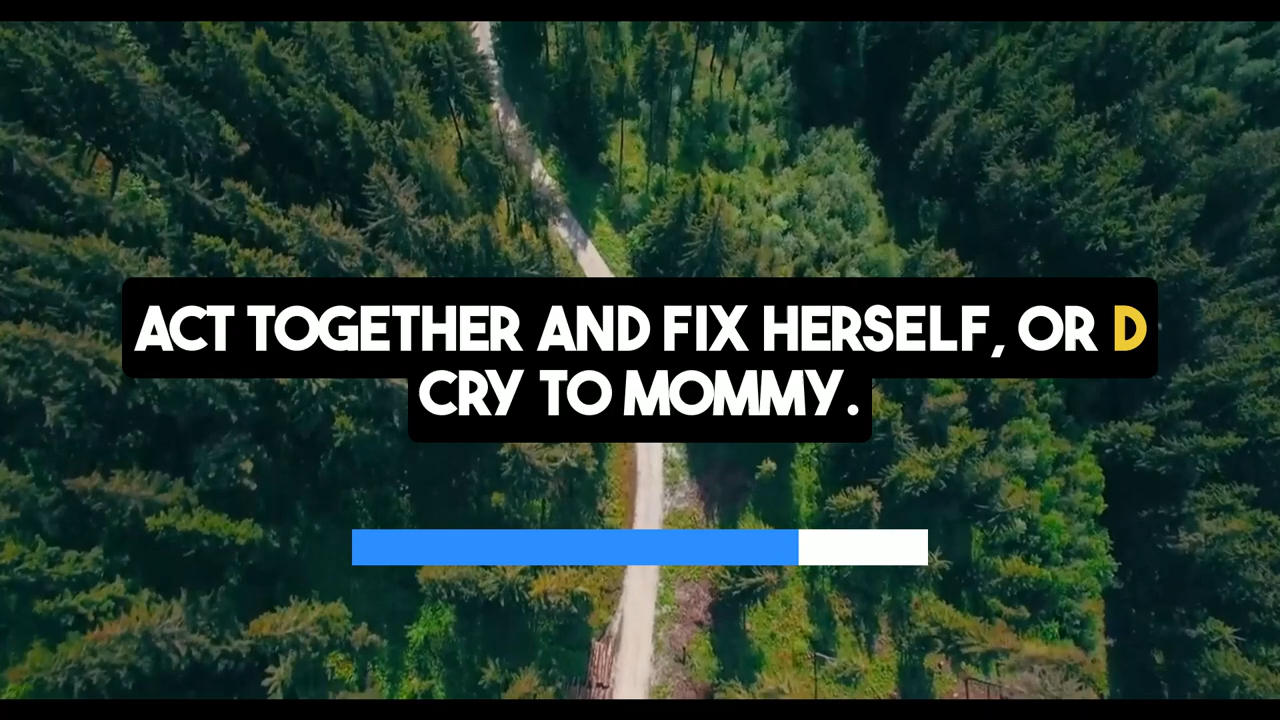 ACT TOGETHER AND FIX HERSELF, OR D
CRY TO MOMMY.